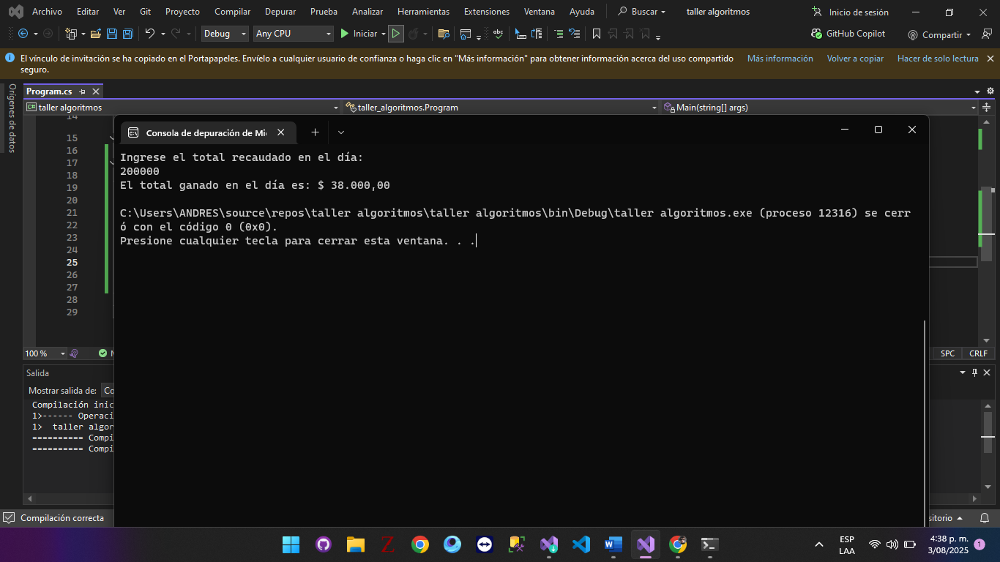 Archivo Editar Ver Git Proyecto Compilar Depurar Prueba Analizar Herramientas Extensiones Ventana Ayuda Buscar taller algoritmos Inicio de sesión
Debug Any CPU Iniciar GitHub Copilot Compartir
El vínculo de invitación se ha copiado en el Portapapeles. Envíelo a cualquier usuario de confianza o haga clic en "Más información" para obtener información acerca del uso compartido
seguro.
Más información Volver a copiar Hacer de solo lectura
Orígenes de datos
Program.cs
taller algoritmos taller_algoritmos.Program Main(string[] args)
14
15
16
17
18
19
20
21
22
23
24
25
26
27
28
29
Consola de depuración de Mi
Ingrese el total recaudado en el día:
200000
El total ganado en el día es: $ 38.000,00
C:\Users\ANDRES\source\repos\taller algoritmos\taller algoritmos\bin\Debug\taller algoritmos.exe (proceso 12316) se cerr
ó con el código 0 (0x0).
Presione cualquier tecla para cerrar esta ventana. . .
100 % N SPC CRLF
Salida
Mostrar salida de: Co
Compilación inic
1>------ Operaci
1>  taller algor
========== Compi
========== Compi
Compilación correcta sitorio
ESP
LAA
4:38 p. m.
3/08/2025
1